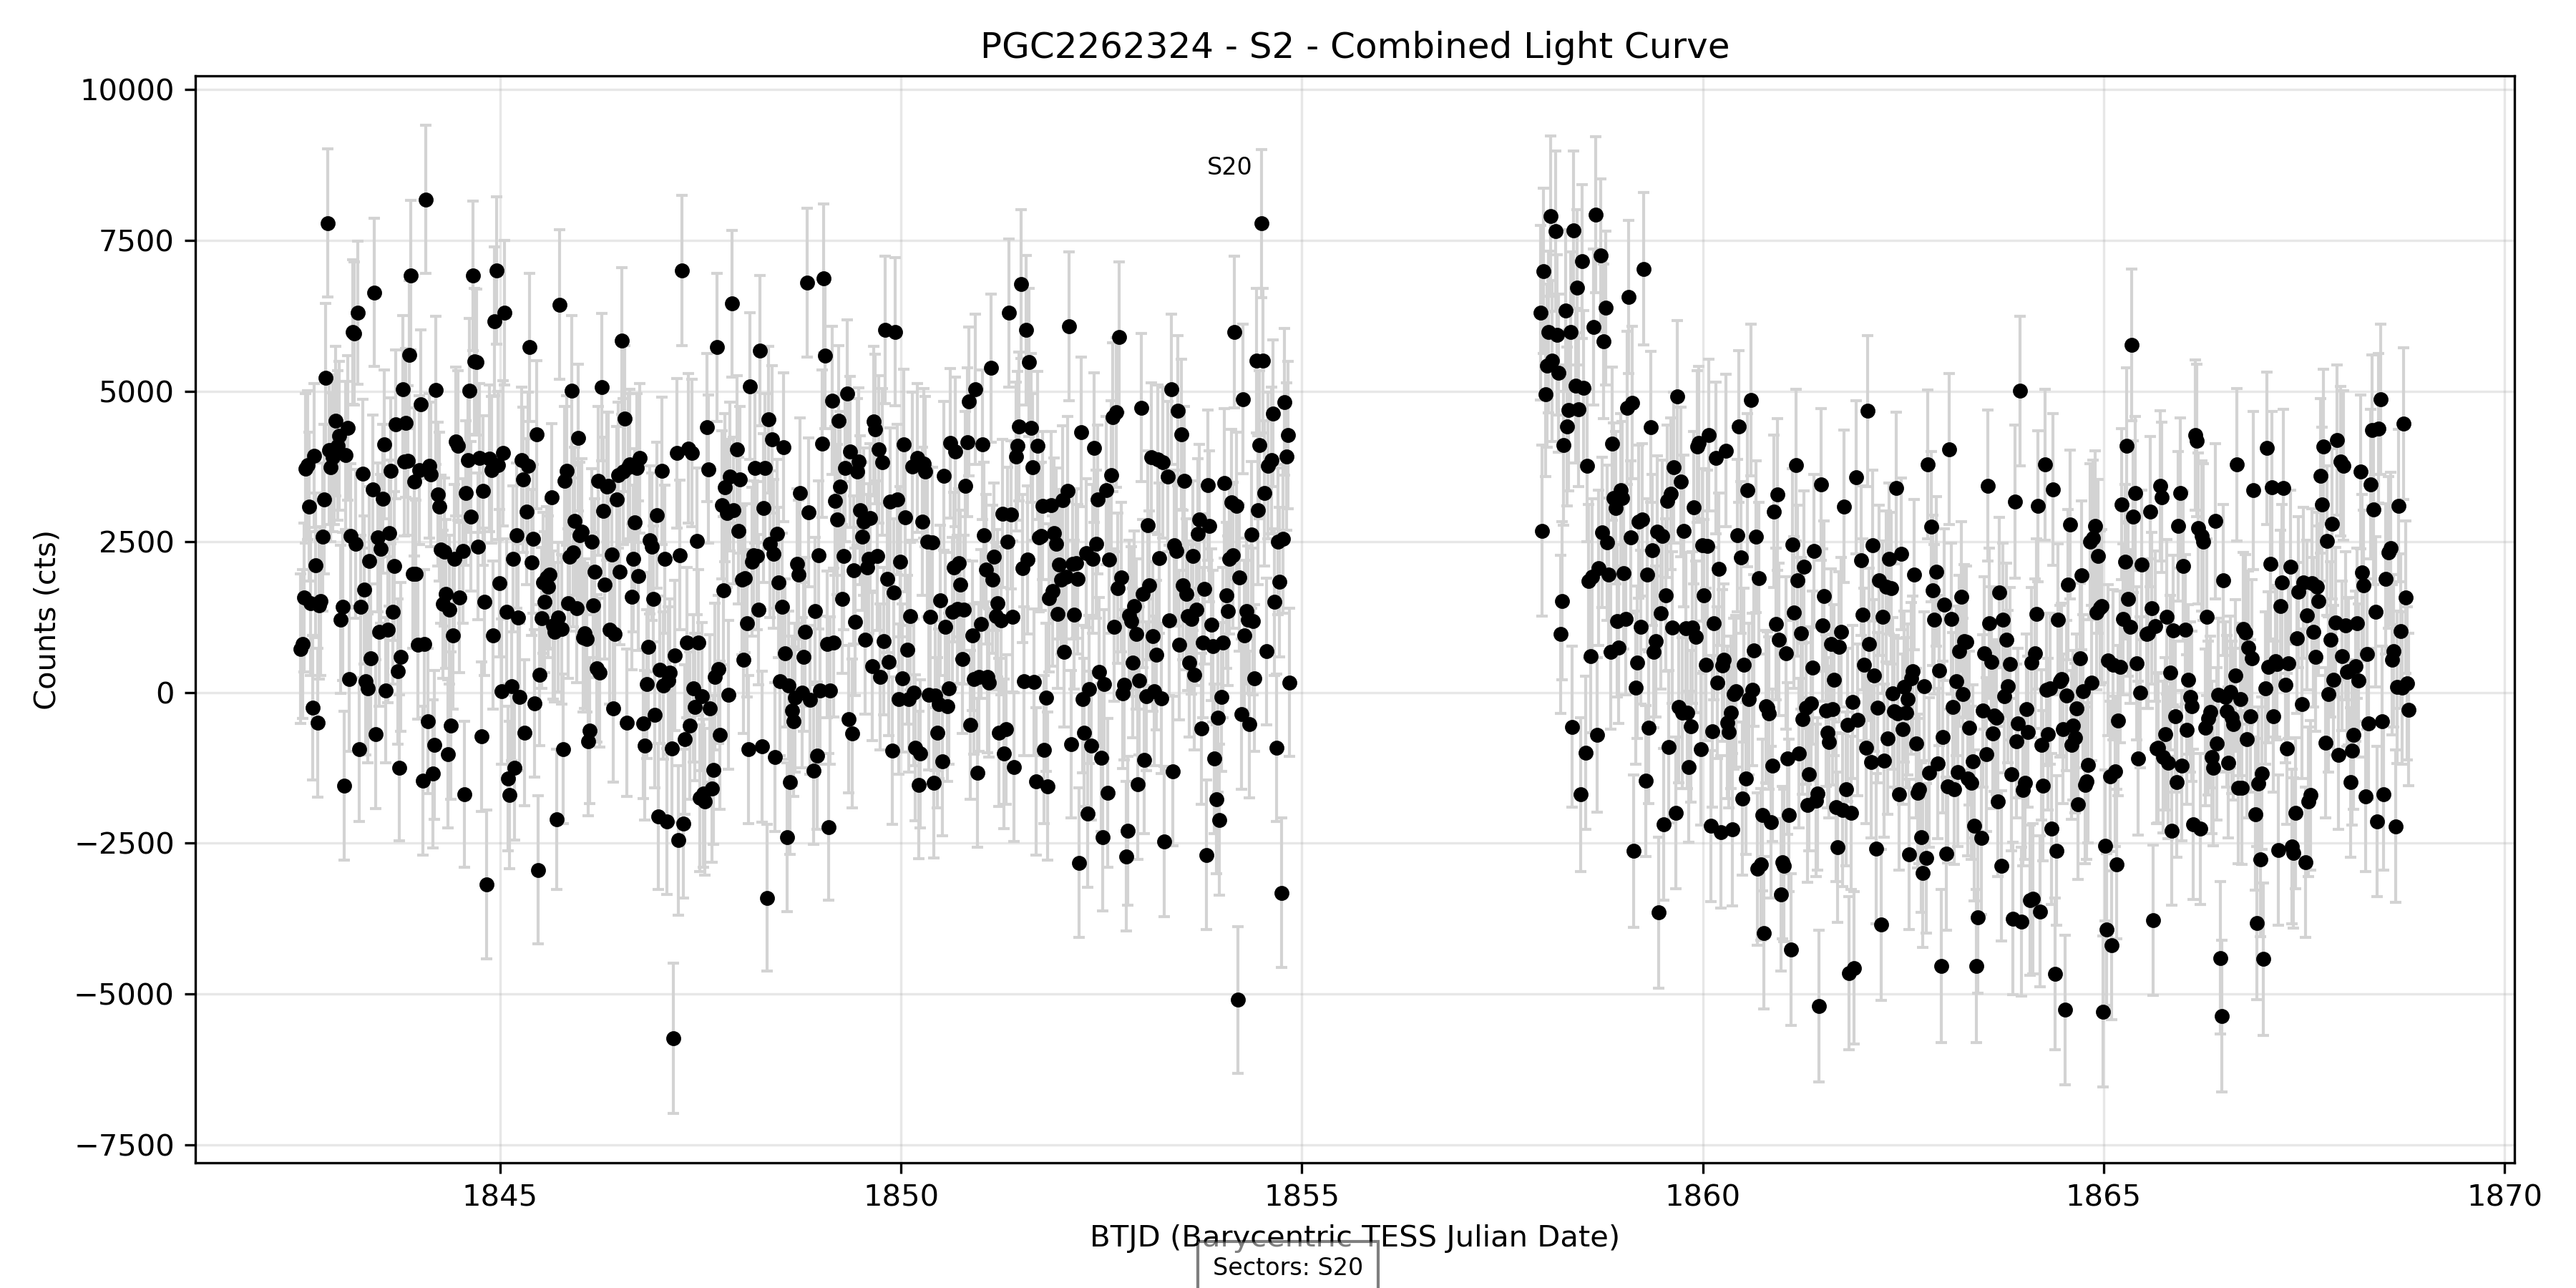 PGC2262324 - S2 - Combined Light Curve
10000
7500
5000
2500
0
−2500
−5000
−7500
Counts (cts)
S20
1845
1850
1855
1860
1865
1870
BTJD (Barycentric TESS Julian Date)
Sectors: S20